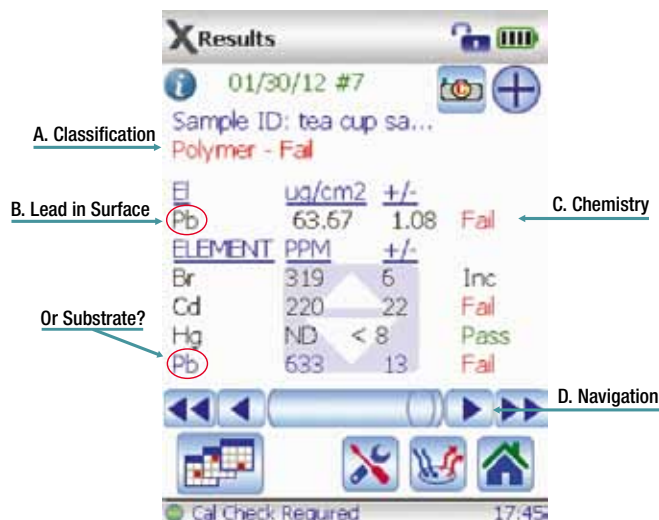 X Results
01/30/12 #7
Sample ID: tea cup sa...
A. Classification
Polymer - Fail
El ug/cm2 +/-
B. Lead in Surface
Pb 63.67 1.08 Fail
C. Chemistry
ELEMENT PPM +/-
Br 319 6 Inc
Cd 220 22 Fail
Or Substrate?
Hg ND < 8 Pass
Pb 633 13 Fail
D. Navigation
Cal Check Required 17:45